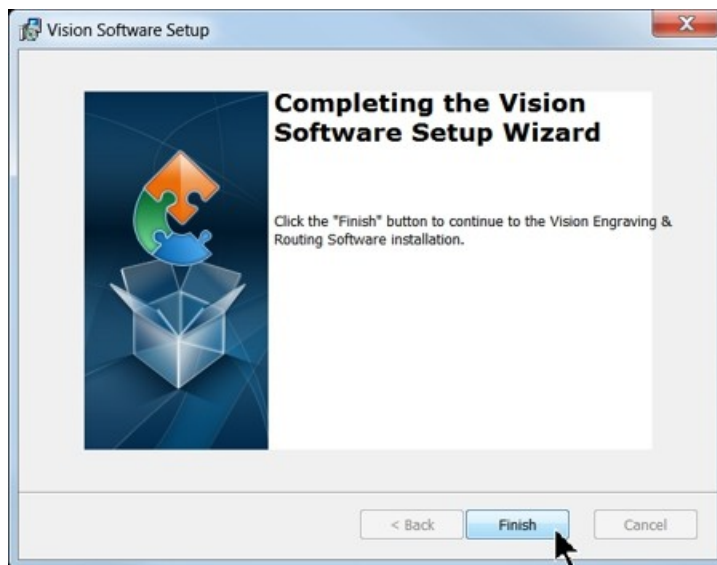 Vision Software Setup
Completing the Vision
Software Setup Wizard
Click the "Finish" button to continue to the Vision Engraving &
Routing Software installation.
< Back
Finish
Cancel